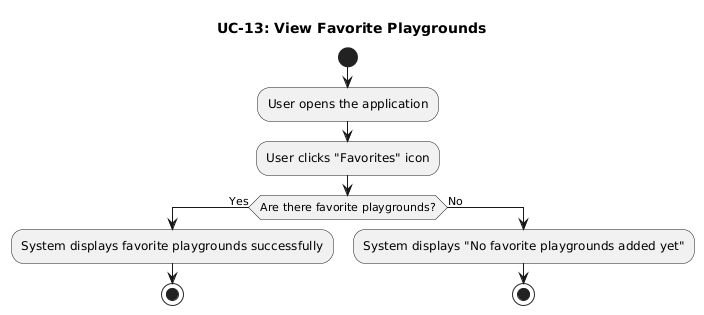 UC-13: View Favorite Playgrounds
User opens the application
User clicks "Favorites" icon
Are there favorite playgrounds?
Yes
No
System displays favorite playgrounds successfully
System displays "No favorite playgrounds added yet"